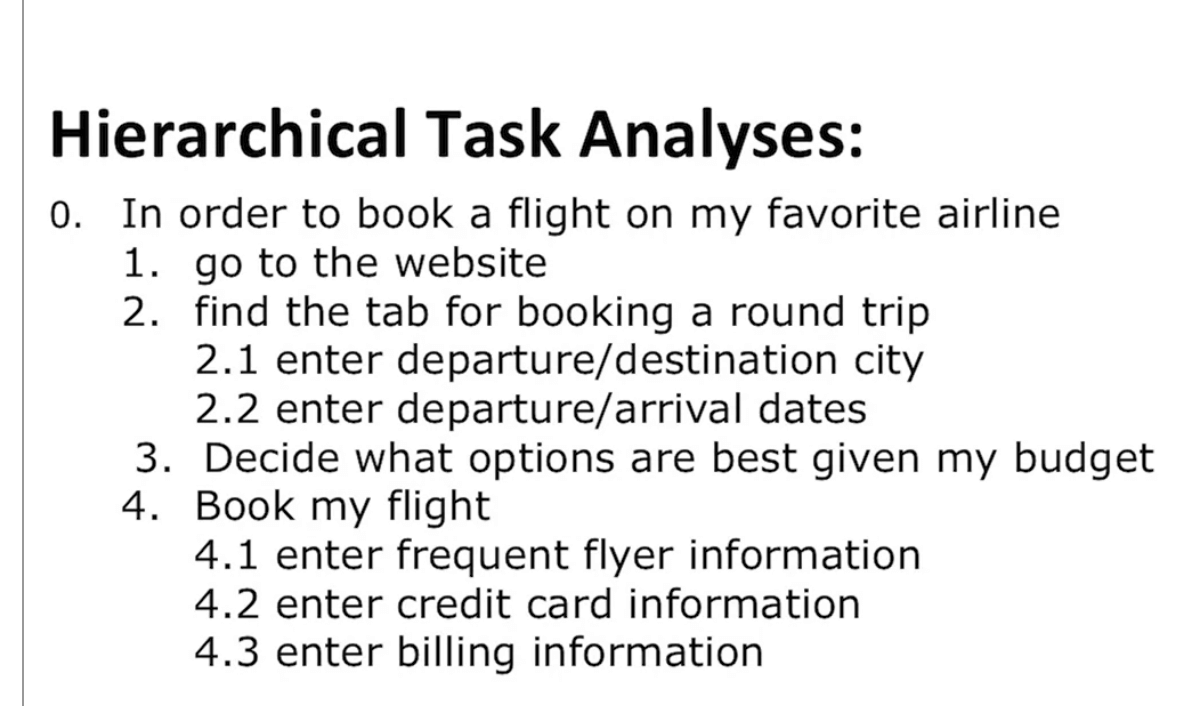 Hierarchical Task Analyses:
0. In order to book a flight on my favorite airline
1. go to the website
2. find the tab for booking a round trip
2.1 enter departure/destination city
2.2 enter departure/arrival dates
3. Decide what options are best given my budget
4. Book my flight
4.1 enter frequent flyer information
4.2 enter credit card information
4.3 enter billing information